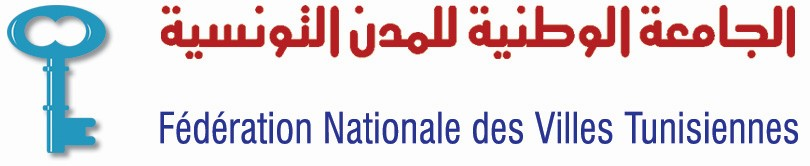 الجامعة الوطنية للمدن التونسية
Fédération Nationale des Villes Tunisiennes